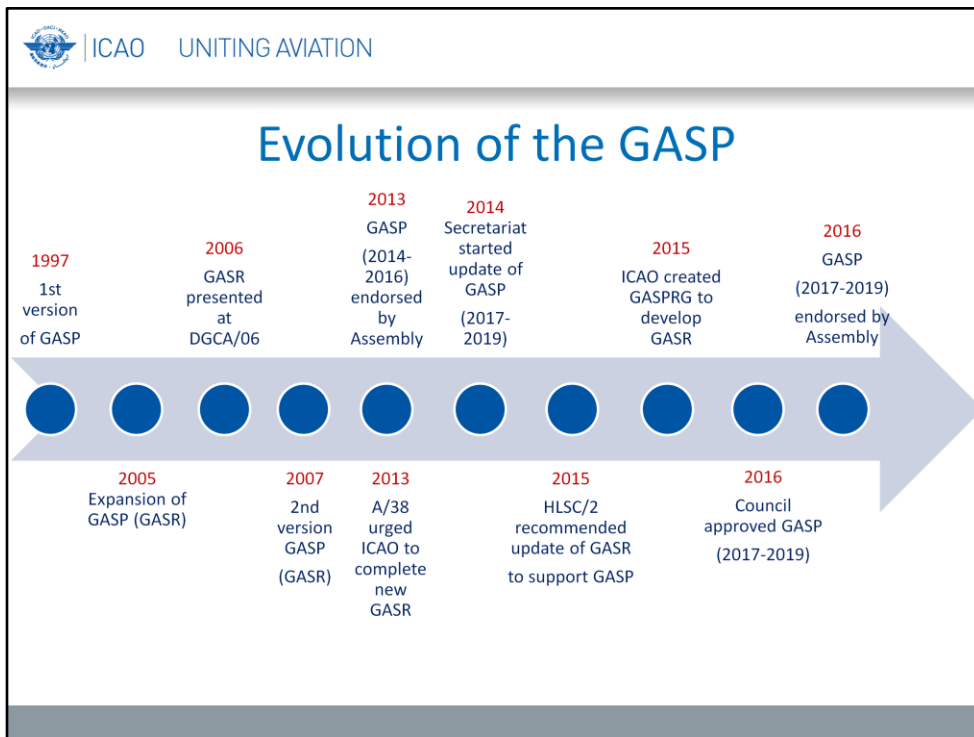 ICAO · OACI · ИКАО
ICAO
UNITING AVIATION
Evolution of the GASP
1997
1st
version
of GASP
2005
Expansion of
GASP (GASR)
2006
GASR
presented
at
DGCA/06
2007
2nd
version
GASP
(GASR)
2013
GASP
(2014-
2016)
endorsed
by
Assembly
2013
A/38
urged
ICAO to
complete
new
GASR
2014
Secretariat
started
update of
GASP
(2017-
2019)
2015
HLSC/2
recommended
update of GASR
to support GASP
2015
ICAO created
GASPRG to
develop
GASR
2016
Council
approved GASP
(2017-2019)
2016
GASP
(2017-2019)
endorsed by
Assembly